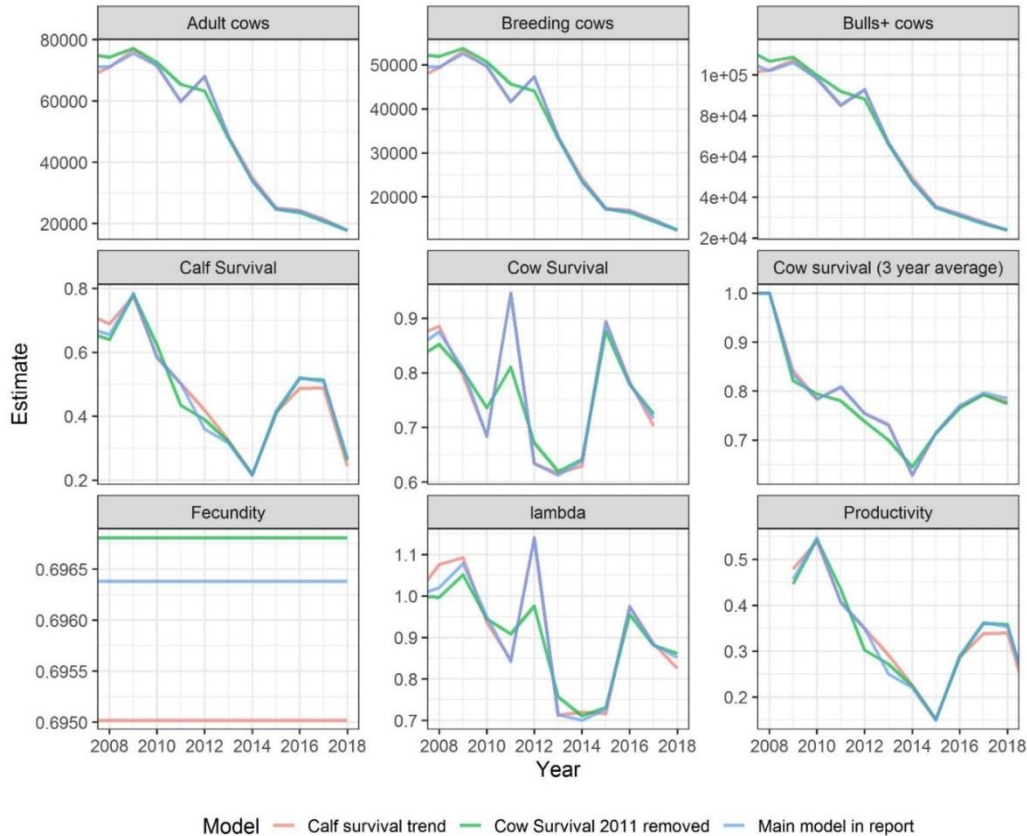 Adult cows Breeding cows Bulls+ cows
80000
60000
40000
20000
50000
40000
30000
20000
1e+05
8e+04
6e+04
4e+04
2e+04
Calf Survival Cow Survival Cow survival (3 year average)
0.8
0.6
0.4
0.2
0.9
0.8
0.7
0.6
1.0
0.9
0.8
0.7
Estimate
Fecundity lambda Productivity
0.6965
0.6960
0.6955
0.6950
1.1
1.0
0.9
0.8
0.7
0.5
0.4
0.3
0.2
2008 2010 2012 2014 2016 2018 2008 2010 2012 2014 2016 2018 2008 2010 2012 2014 2016 2018
Year
Model Calf survival trend Cow Survival 2011 removed Main model in report